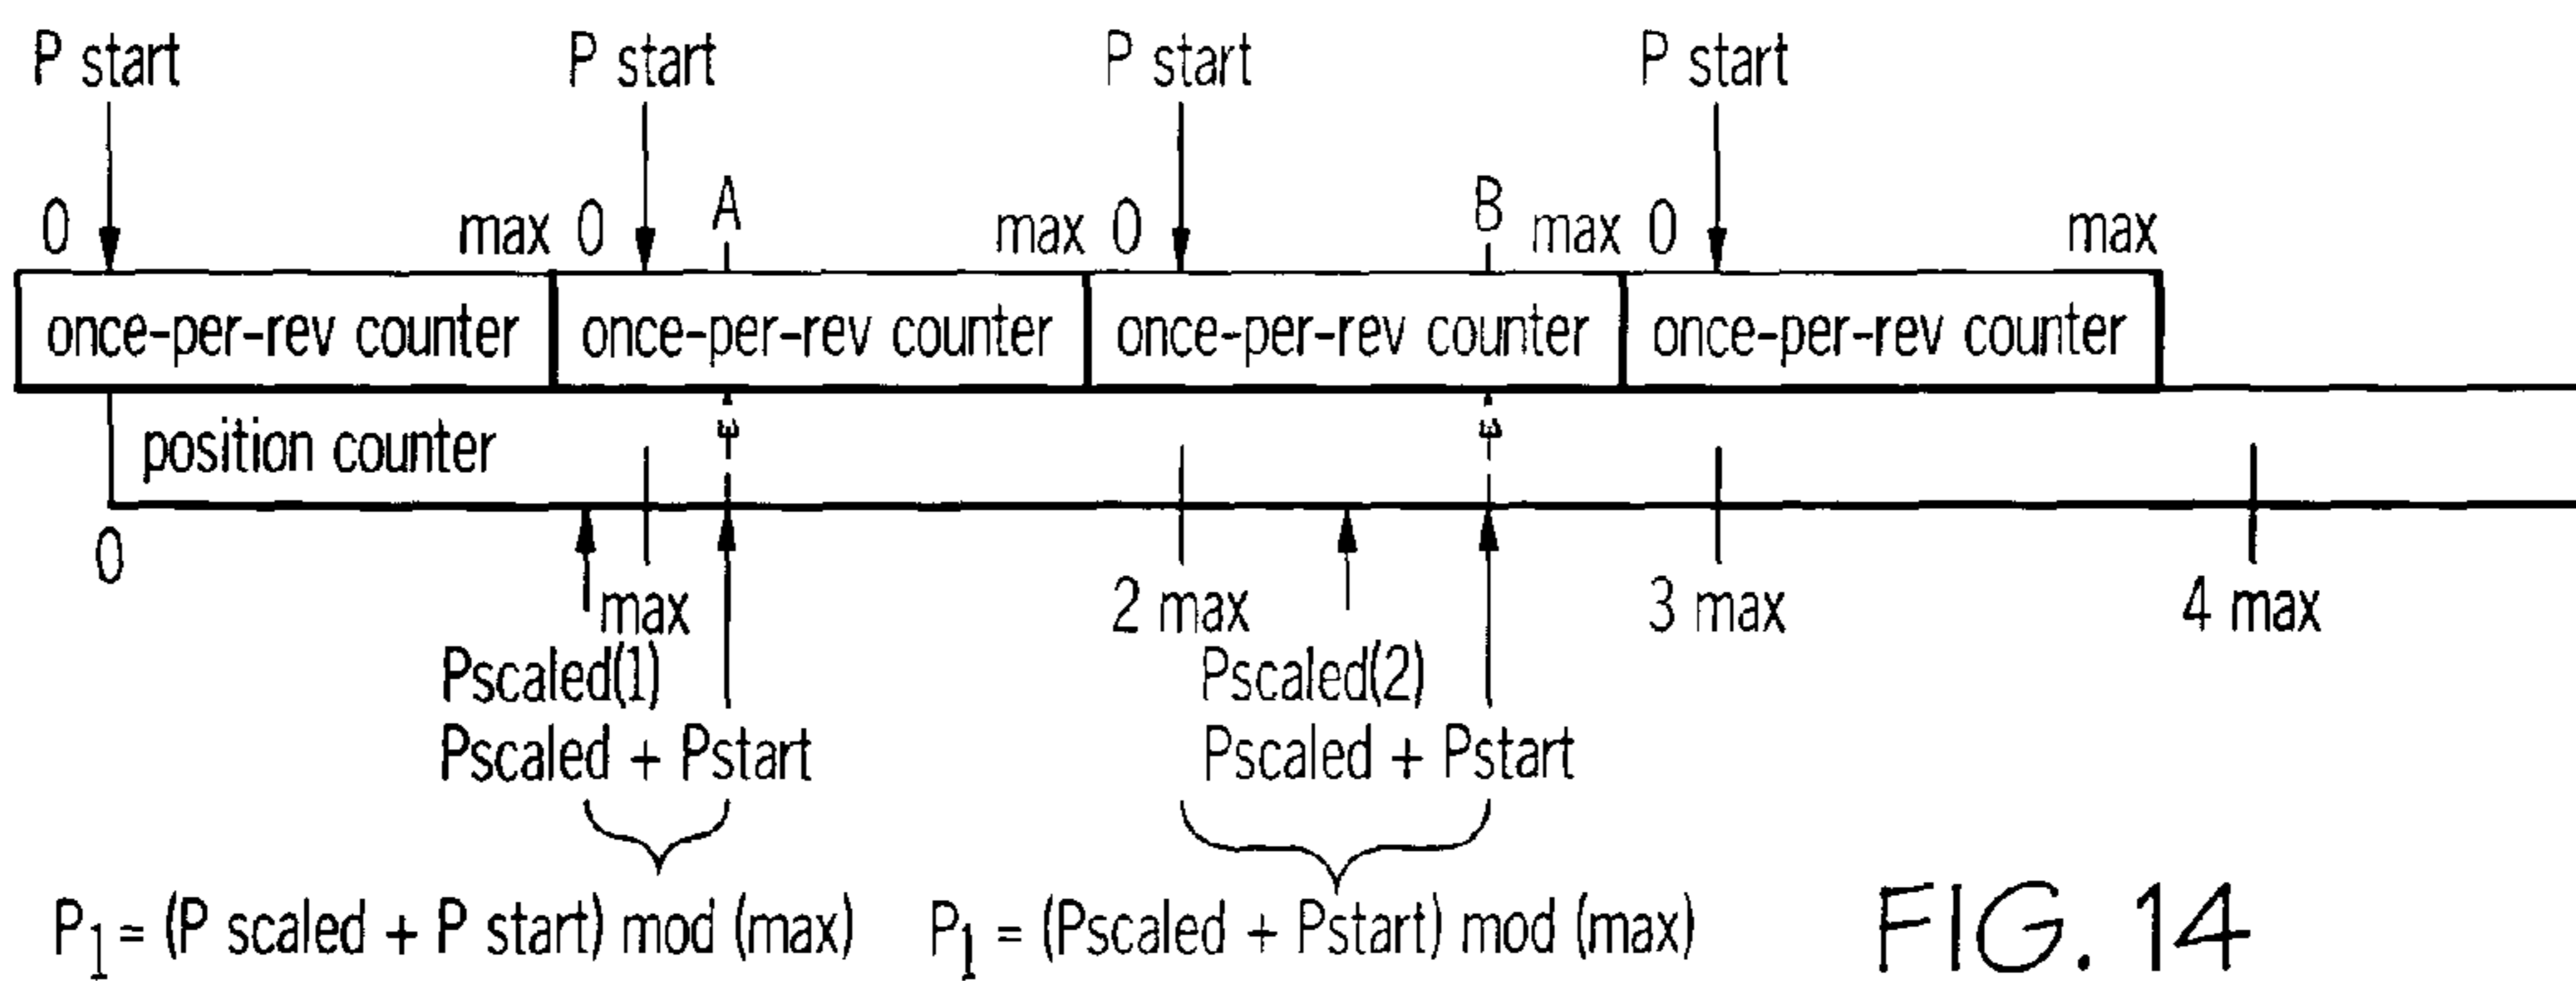 P start P start P start P start
0 max 0 A max 0 B max 0 max
once-per-rev counter once-per-rev counter once-per-rev counter once-per-rev counter
position counter
0 max 2 max 3 max 4 max
Pscaled(1) Pscaled(2)
Pscaled + Pstart Pscaled + Pstart
P1 = (P scaled + P start) mod (max) P1 = (Pscaled + Pstart) mod (max)
FIG. 14